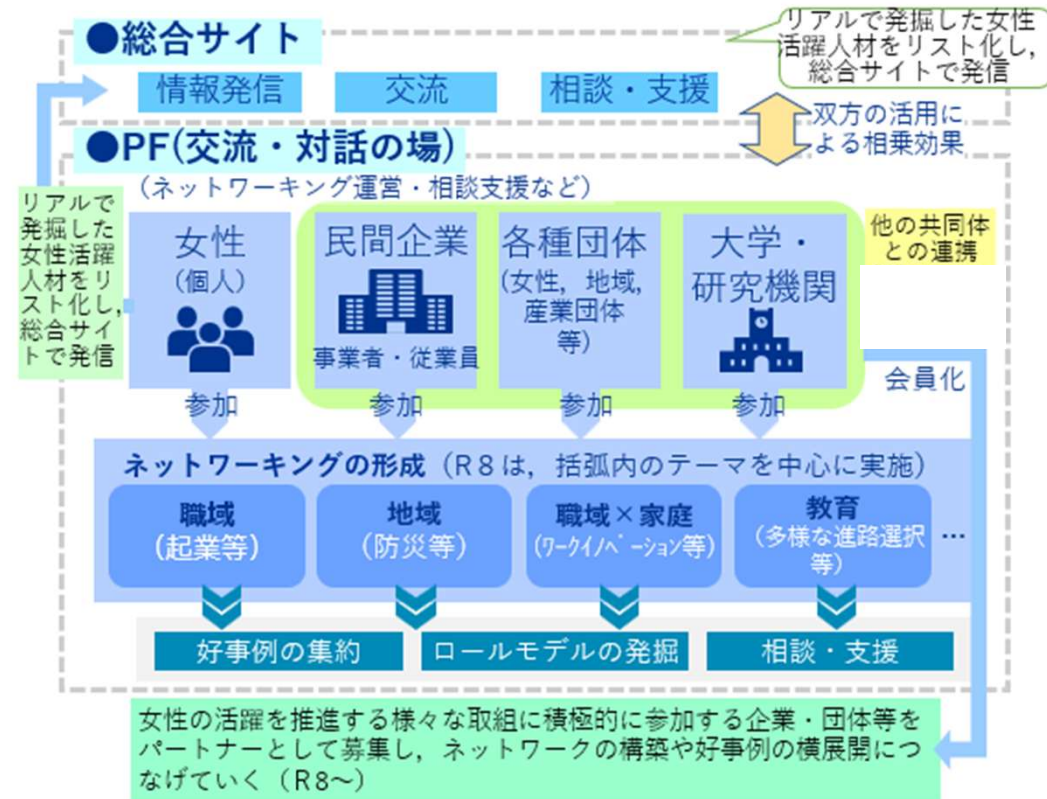 ●総合サイト
リアルで発掘した女性
活躍人材をリスト化し，
総合サイトで発信
情報発信
交流
相談・支援
双方の活用に
よる相乗効果
●PF(交流・対話の場)
（ネットワーキング運営・相談支援など）
リアルで
発掘した
女性活躍
人材をリ
スト化し，
総合サイ
トで発信
女性
（個人）
民間企業
事業者・従業員
各種団体
（女性，地域，
産業団体
等）
大学・
研究機関
他の共同体
との連携
会員化
参加
参加
参加
参加
ネットワーキングの形成（R８は，括弧内のテーマを中心に実施）
職域
（起業等）
地域
（防災等）
職域×家庭
(ﾜｰｸｲﾉﾍﾞｰｼｮﾝ等)
教育
（多様な進路選択
等）
…
好事例の集約
ロールモデルの発掘
相談・支援
女性の活躍を推進する様々な取組に積極的に参加する企業・団体等を
パートナーとして募集し，ネットワークの構築や好事例の横展開につ
なげていく（R8～）